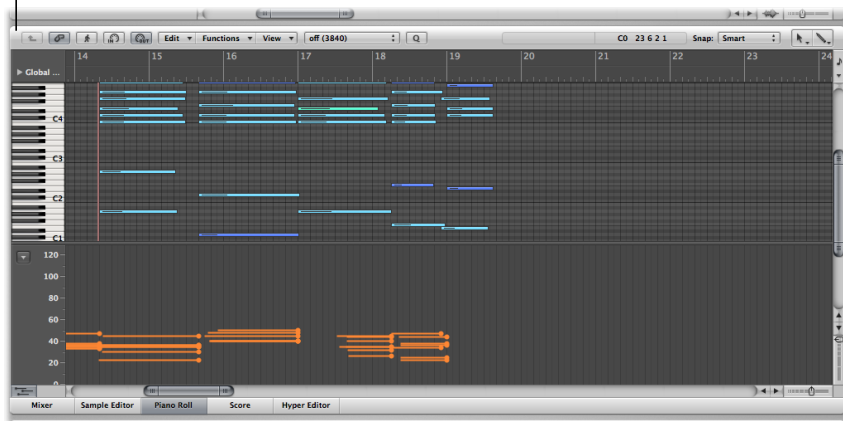 IN OUT Edit Functions View off (3840) Q C0 23 6 2 1 Snap: Smart
14 15 16 17 18 19 20 21 22 23 24
Global ...
C4
C3
C2
C1
120
100
80
60
40
20
0
Mixer Sample Editor Piano Roll Score Hyper Editor